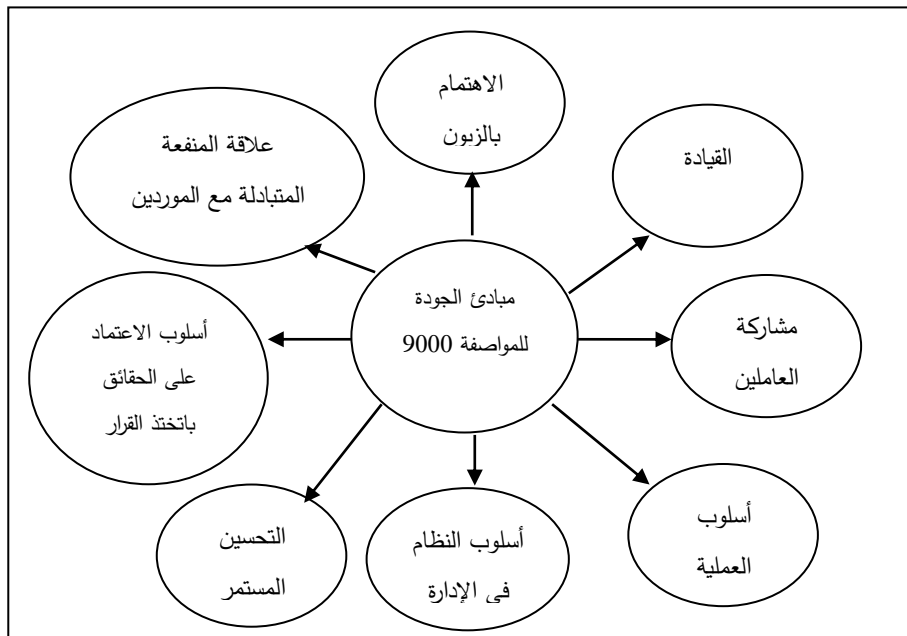 الاهتمام
بالزبون
القيادة
علاقة المنفعة
المتبادلة مع الموردين
مبادئ الجودة
للمواصفة 9000
مشاركة
العاملين
أسلوب الاعتماد
على الحقائق
باتختذ القرار
أسلوب
العملية
أسلوب النظام
في الإدارة
التحسين
المستمر